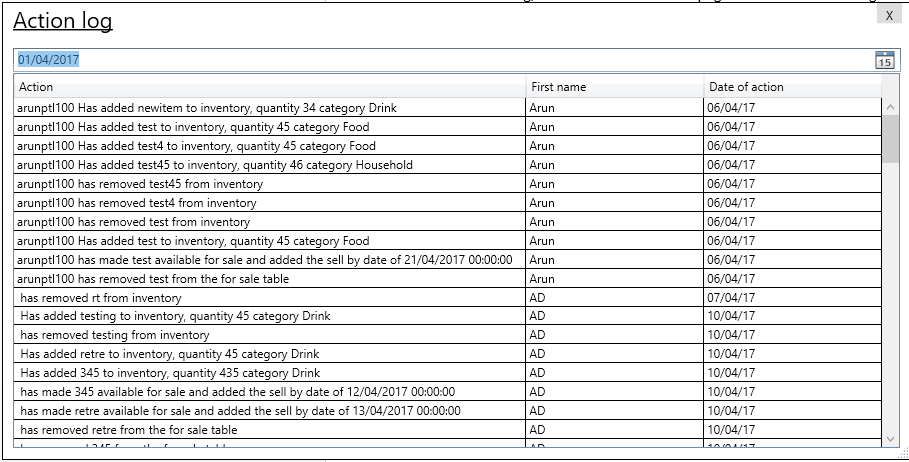 Action log
X
01/04/2017
15
Action First name Date of action
arunptl100 Has added newitem to inventory, quantity 34 category Drink Arun 06/04/17
arunptl100 Has added test to inventory, quantity 45 category Food Arun 06/04/17
arunptl100 Has added test4 to inventory, quantity 45 category Food Arun 06/04/17
arunptl100 Has added test45 to inventory, quantity 46 category Household Arun 06/04/17
arunptl100 has removed test45 from inventory Arun 06/04/17
arunptl100 has removed test4 from inventory Arun 06/04/17
arunptl100 has removed test from inventory Arun 06/04/17
arunptl100 Has added test to inventory, quantity 45 category Food Arun 06/04/17
arunptl100 has made test available for sale and added the sell by date of 21/04/2017 00:00:00 Arun 06/04/17
arunptl100 has removed test from the for sale table Arun 06/04/17
has removed rt from inventory AD 07/04/17
Has added testing to inventory, quantity 45 category Drink AD 10/04/17
has removed testing from inventory AD 10/04/17
Has added retre to inventory, quantity 45 category Drink AD 10/04/17
Has added 345 to inventory, quantity 435 category Drink AD 10/04/17
has made 345 available for sale and added the sell by date of 12/04/2017 00:00:00 AD 10/04/17
has made retre available for sale and added the sell by date of 13/04/2017 00:00:00 AD 10/04/17
has removed retre from the for sale table AD 10/04/17